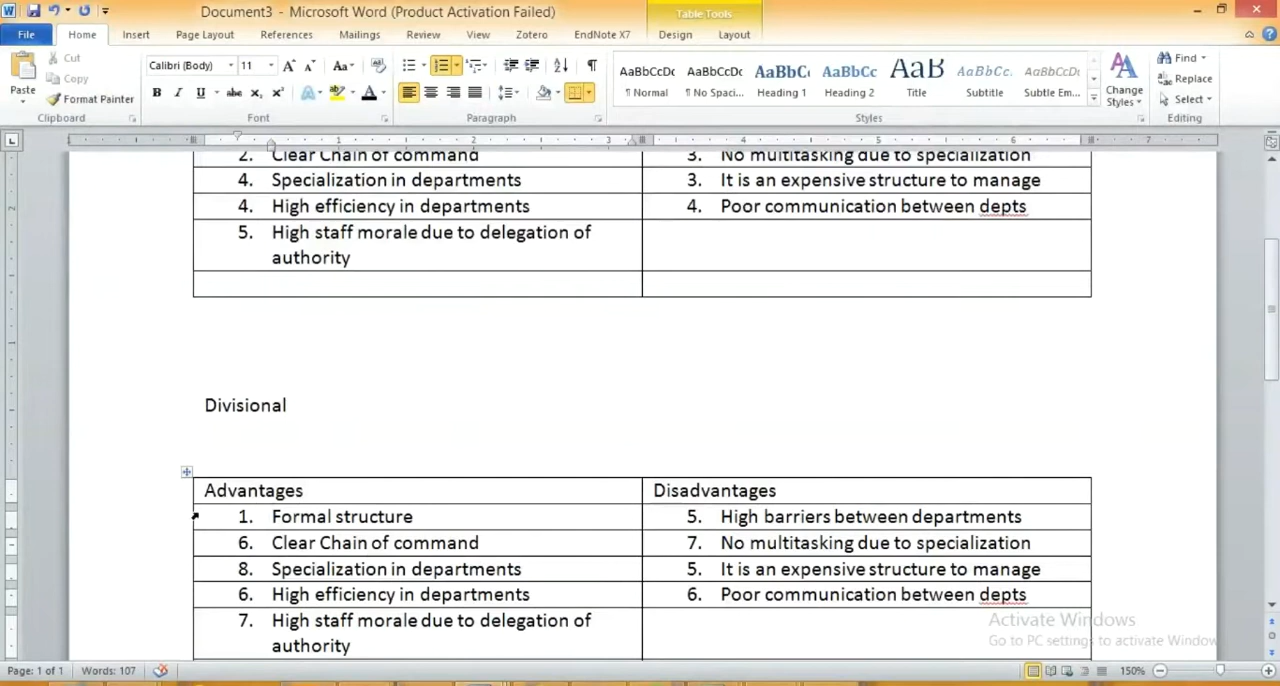 Document3 - Microsoft Word (Product Activation Failed)
Table Tools
File Home Insert Page Layout References Mailings Review View Zotero EndNote X7 Design Layout
Paste
Cut
Copy
Format Painter
Clipboard
Calibri (Body) 11
Font
Paragraph
AaBbCcDc AaBbCcDc AaBbC AaBbCc AaB AaBbCc. AaBbCcDc
¶ Normal ¶ No Spaci... Heading 1 Heading 2 Title Subtitle Subtle Em...
Change Styles
Styles
Find
Replace
Select
Editing
2. Clear Chain of command 3. No multitasking due to specialization
4. Specialization in departments 3. It is an expensive structure to manage
4. High efficiency in departments 4. Poor communication between depts
5. High staff morale due to delegation of
authority
Divisional
Advantages Disadvantages
1. Formal structure 5. High barriers between departments
6. Clear Chain of command 7. No multitasking due to specialization
8. Specialization in departments 5. It is an expensive structure to manage
6. High efficiency in departments 6. Poor communication between depts
7. High staff morale due to delegation of
authority
Activate Windows
Go to PC settings to activate Window
Page: 1 of 1 Words: 107 150%